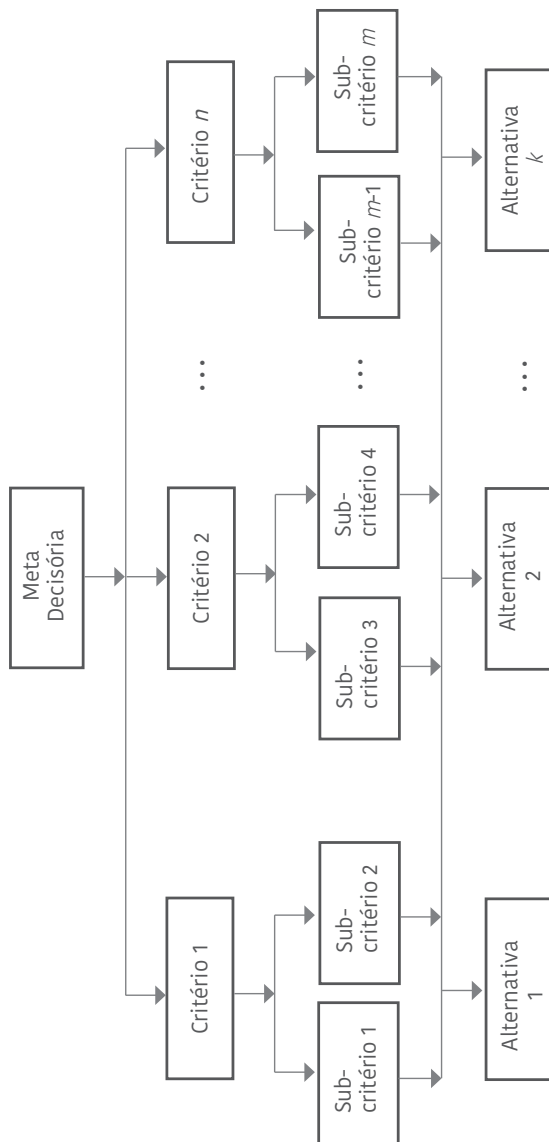 Meta
Decisória
Critério 1
Critério 2
...
Critério n
Sub-
critério 1
Sub-
critério 2
Sub-
critério 3
Sub-
critério 4
...
Sub-
critério m-1
Sub-
critério m
Alternativa
1
Alternativa
2
...
Alternativa
k